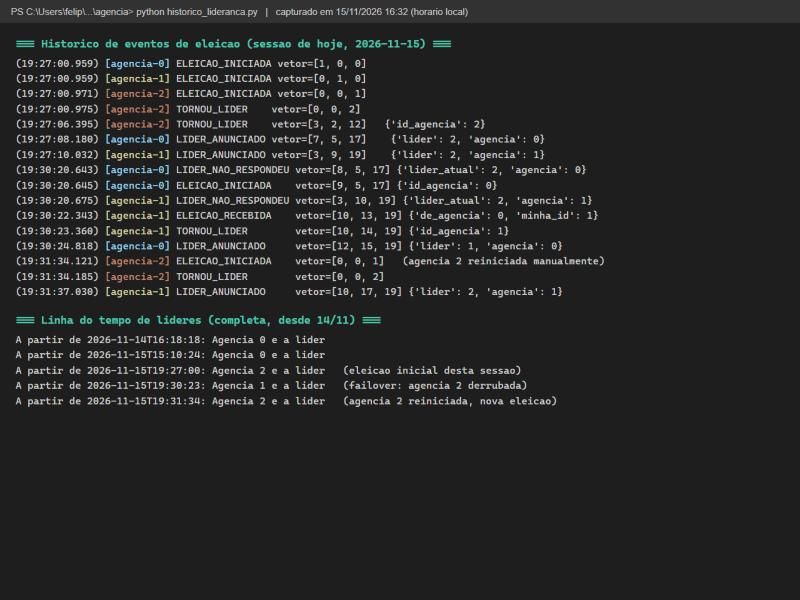 PS C:\Users\felip\...\agencia> python historico_lideranca.py | capturado em 15/11/2026 16:32 (horario local)
=== Historico de eventos de eleicao (sessao de hoje, 2026-11-15) ===
(19:27:00.959) [agencia-0] ELEICAO_INICIADA vetor=[1, 0, 0]
(19:27:00.959) [agencia-1] ELEICAO_INICIADA vetor=[0, 1, 0]
(19:27:00.971) [agencia-2] ELEICAO_INICIADA vetor=[0, 0, 1]
(19:27:00.975) [agencia-2] TORNOU_LIDER    vetor=[0, 0, 2]
(19:27:06.395) [agencia-2] TORNOU_LIDER    vetor=[3, 2, 12]   {'id_agencia': 2}
(19:27:08.180) [agencia-0] LIDER_ANUNCIADO vetor=[7, 5, 17]    {'lider': 2, 'agencia': 0}
(19:27:10.032) [agencia-1] LIDER_ANUNCIADO vetor=[3, 9, 19]    {'lider': 2, 'agencia': 1}
(19:30:20.643) [agencia-0] LIDER_NAO_RESPONDEU vetor=[8, 5, 17] {'lider_atual': 2, 'agencia': 0}
(19:30:20.645) [agencia-0] ELEICAO_INICIADA    vetor=[9, 5, 17] {'id_agencia': 0}
(19:30:20.675) [agencia-1] LIDER_NAO_RESPONDEU vetor=[3, 10, 19] {'lider_atual': 2, 'agencia': 1}
(19:30:22.343) [agencia-1] ELEICAO_RECEBIDA    vetor=[10, 13, 19] {'de_agencia': 0, 'minha_id': 1}
(19:30:23.360) [agencia-1] TORNOU_LIDER        vetor=[10, 14, 19] {'id_agencia': 1}
(19:30:24.818) [agencia-0] LIDER_ANUNCIADO     vetor=[12, 15, 19] {'lider': 1, 'agencia': 0}
(19:31:34.121) [agencia-2] ELEICAO_INICIADA    vetor=[0, 0, 1]   (agencia 2 reiniciada manualmente)
(19:31:34.185) [agencia-2] TORNOU_LIDER        vetor=[0, 0, 2]
(19:31:37.030) [agencia-1] LIDER_ANUNCIADO     vetor=[10, 17, 19] {'lider': 2, 'agencia': 1}
=== Linha do tempo de lideres (completa, desde 14/11) ===
A partir de 2026-11-14T16:18:18: Agencia 0 e a lider
A partir de 2026-11-15T15:10:24: Agencia 0 e a lider
A partir de 2026-11-15T19:27:00: Agencia 2 e a lider   (eleicao inicial desta sessao)
A partir de 2026-11-15T19:30:23: Agencia 1 e a lider   (failover: agencia 2 derrubada)
A partir de 2026-11-15T19:31:34: Agencia 2 e a lider   (agencia 2 reiniciada, nova eleicao)